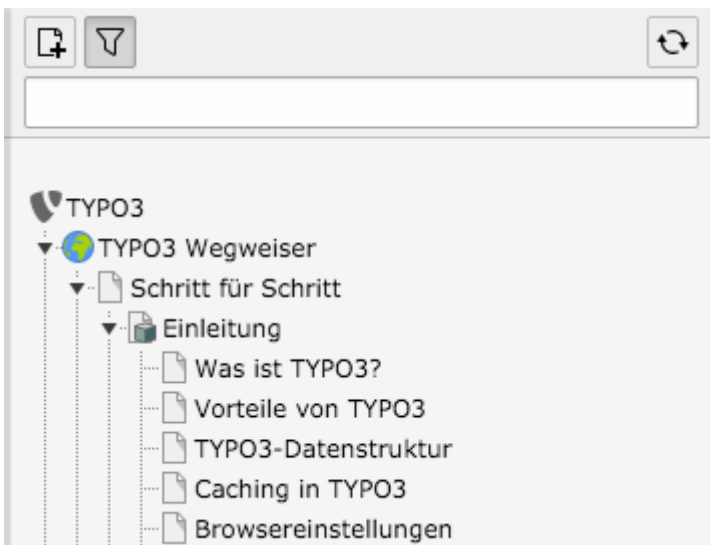 TYPO3
TYPO3 Wegweiser
Schritt für Schritt
Einleitung
Was ist TYPO3?
Vorteile von TYPO3
TYPO3-Datenstruktur
Caching in TYPO3
Browsereinstellungen